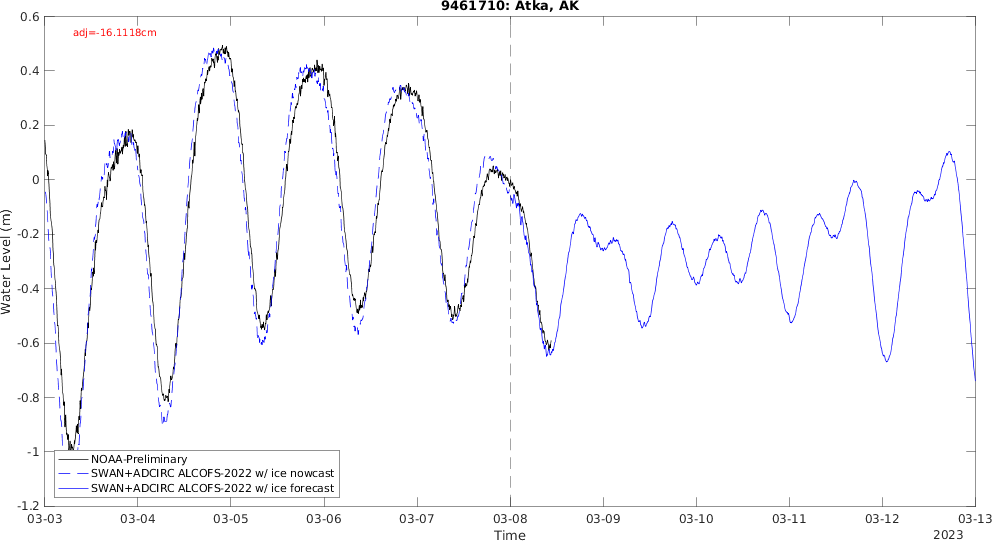 9461710: Atka, AK
adj=-16.1118cm
0.6
0.4
0.2
0
-0.2
-0.4
-0.6
-0.8
-1
-1.2
Water Level (m)
NOAA-Preliminary
SWAN+ADCIRC ALCOFS-2022 w/ ice nowcast
SWAN+ADCIRC ALCOFS-2022 w/ ice forecast
03-03 03-04 03-05 03-06 03-07 03-08 03-09 03-10 03-11 03-12 03-13
Time
2023